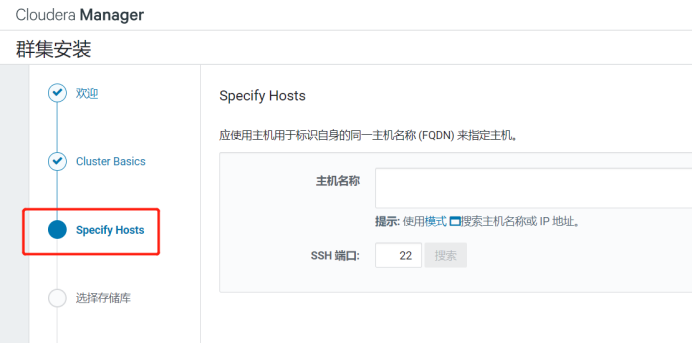 Cloudera Manager
群集安装
欢迎
Cluster Basics
Specify Hosts
选择存储库
Specify Hosts
应使用主机用于标识自身的同一主机名称 (FQDN) 来指定主机。
主机名称
提示: 使用模式 搜索主机名称或 IP 地址。
SSH 端口: 22 搜索